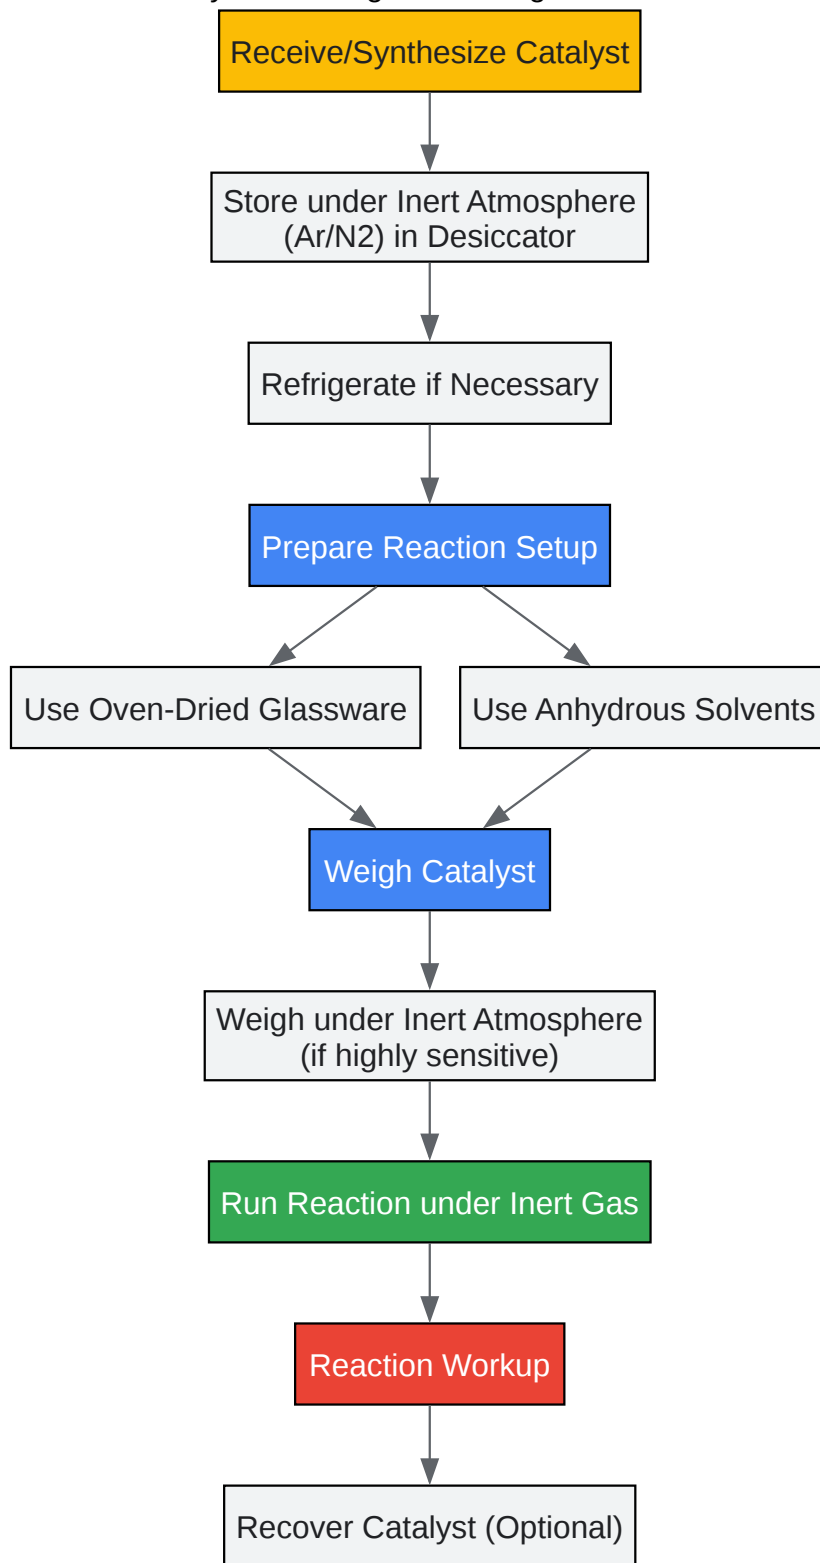 Receive/Synthesize Catalyst
Store under Inert Atmosphere
(Ar/N2) in Desiccator
Refrigerate if Necessary
Prepare Reaction Setup
Use Oven-Dried Glassware
Use Anhydrous Solvents
Weigh Catalyst
Weigh under Inert Atmosphere
(if highly sensitive)
Run Reaction under Inert Gas
Reaction Workup
Recover Catalyst (Optional)